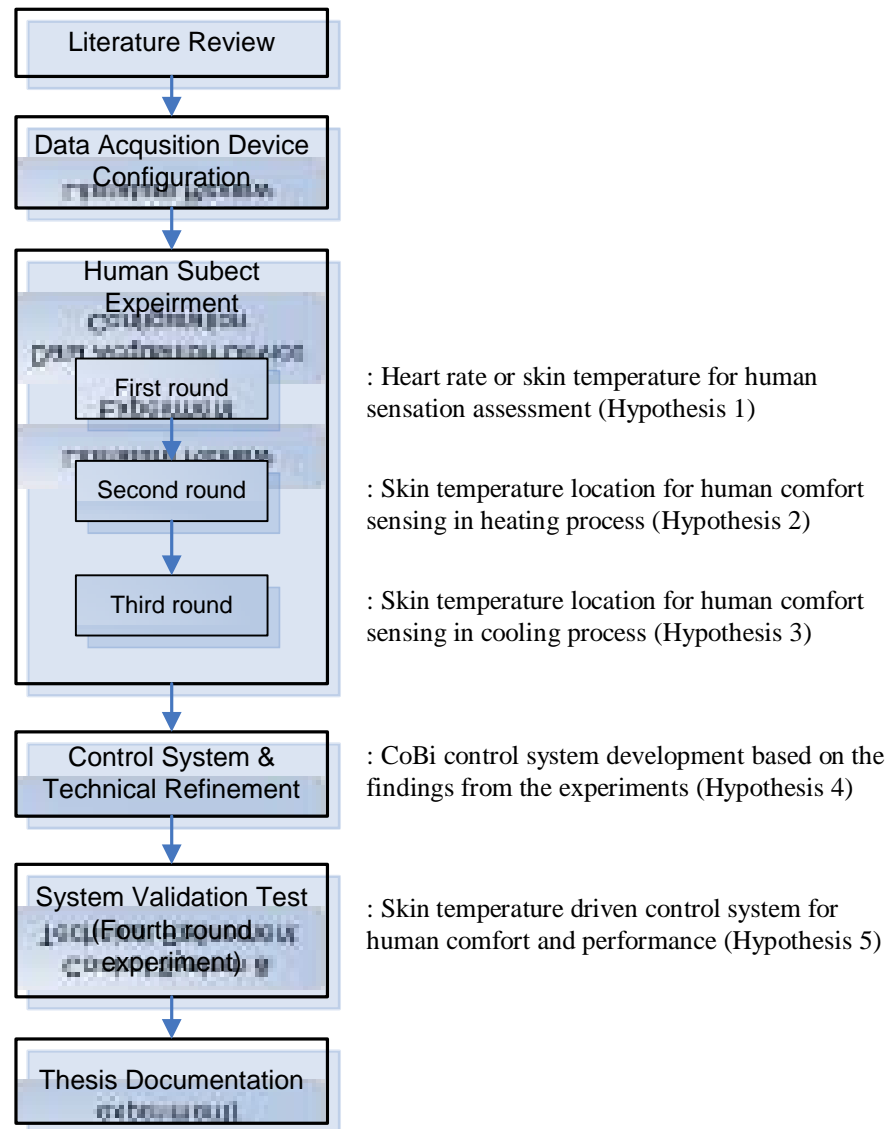 Literature Review
Data Acqusition Device
Configuration
Human Subect
Expeirment
First round
: Heart rate or skin temperature for human
sensation assessment (Hypothesis 1)
Second round
: Skin temperature location for human comfort
sensing in heating process (Hypothesis 2)
Third round
: Skin temperature location for human comfort
sensing in cooling process (Hypothesis 3)
Control System &
Technical Refinement
: CoBi control system development based on the
findings from the experiments (Hypothesis 4)
System Validation Test
(Fourth round
experiment)
: Skin temperature driven control system for
human comfort and performance (Hypothesis 5)
Thesis Documentation